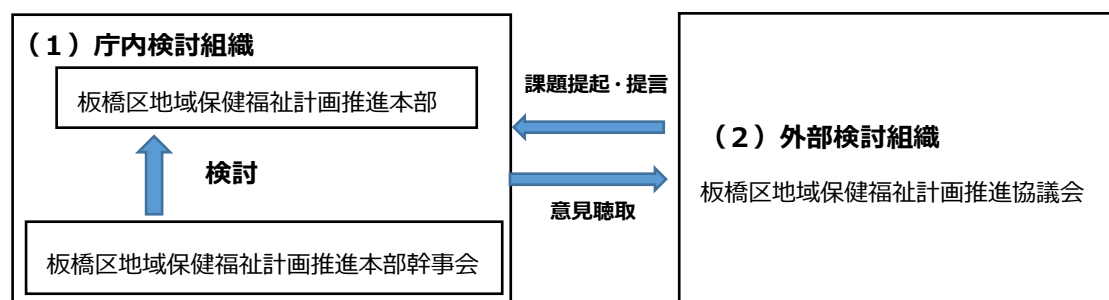 （１）庁内検討組織
板橋区地域保健福祉計画推進本部
検討
板橋区地域保健福祉計画推進本部幹事会
課題提起・提言
意見聴取
（２）外部検討組織
板橋区地域保健福祉計画推進協議会